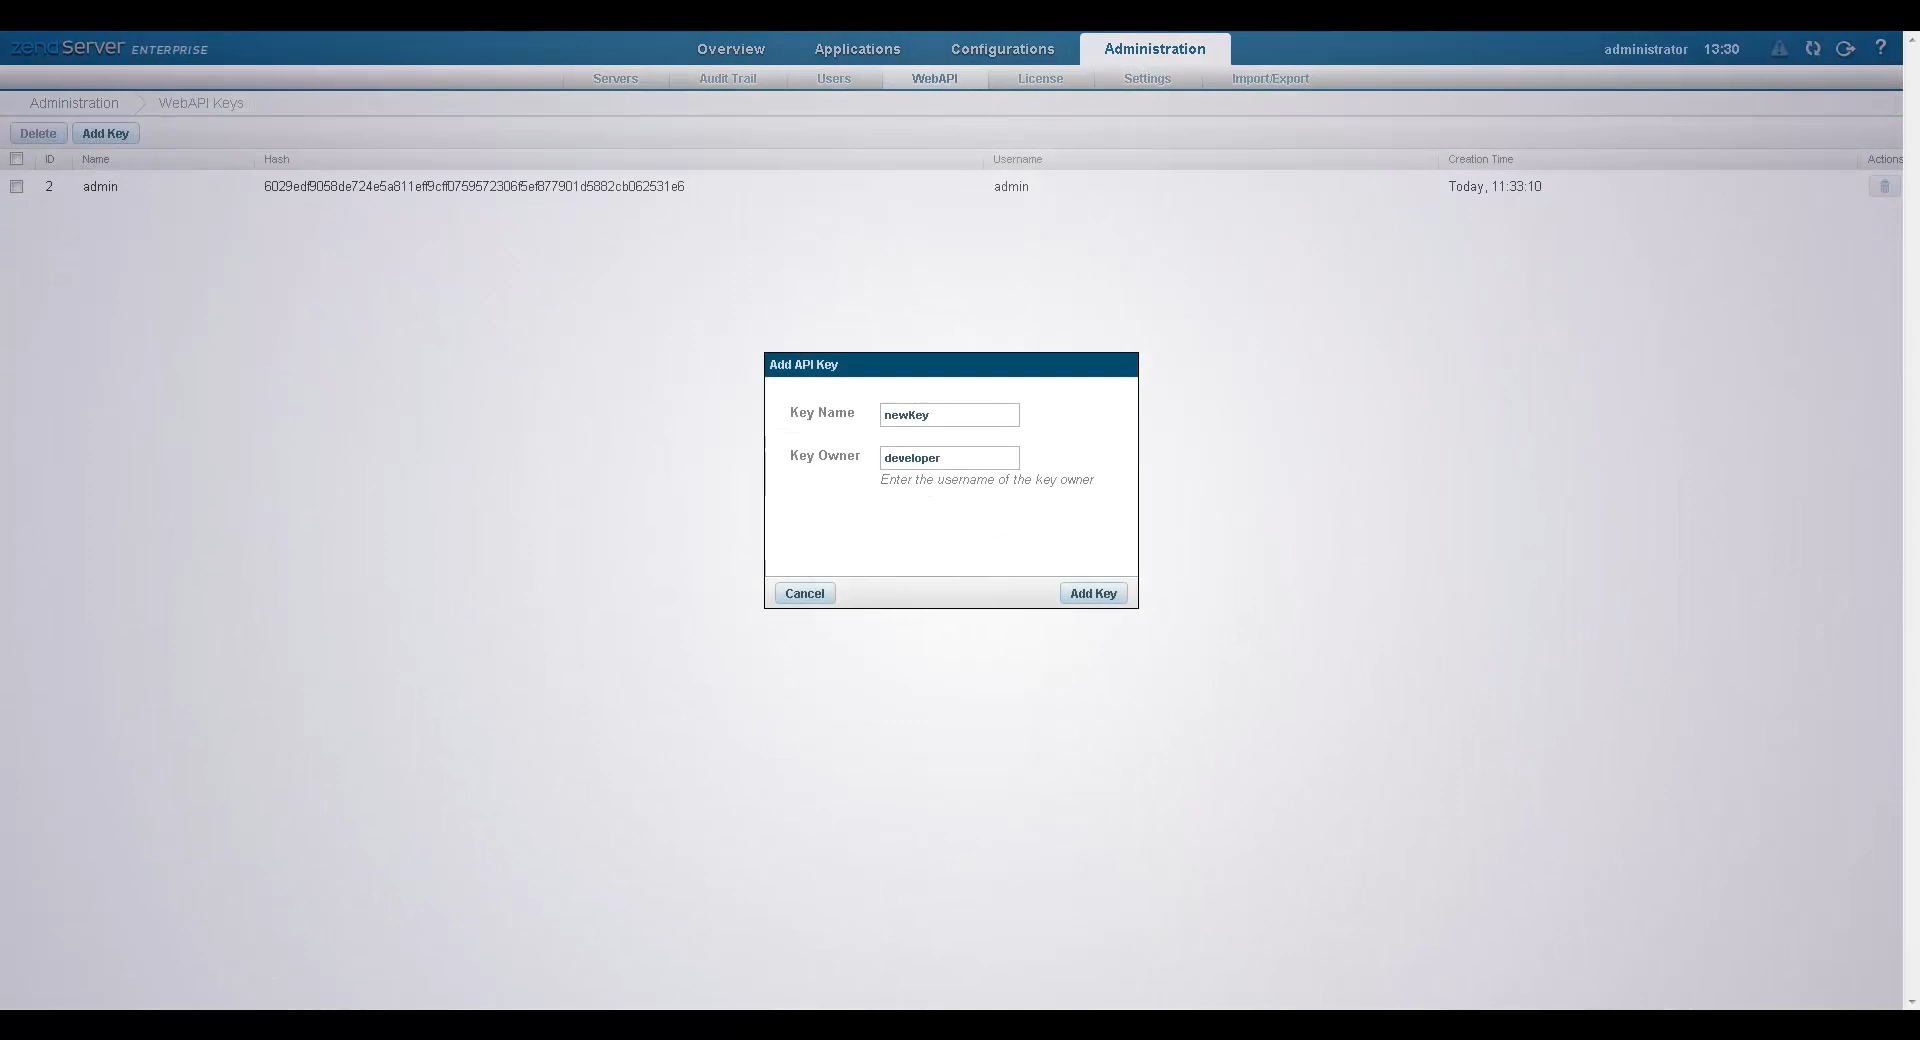 zendServer ENTERPRISE
Overview Applications Configurations Administration
administrator 13:30 ?
Servers Audit Trail Users WebAPI License Settings Import/Export
Administration WebAPI Keys
Delete Add Key
ID Name Hash Username Creation Time Actions
2 admin 6029edf9058de724e5a811eff9cff0759572306f5ef877901d5882cb062531e6 admin Today, 11:33:10
Add API Key
Key Name newKey
Key Owner developer
Enter the username of the key owner
Cancel Add Key